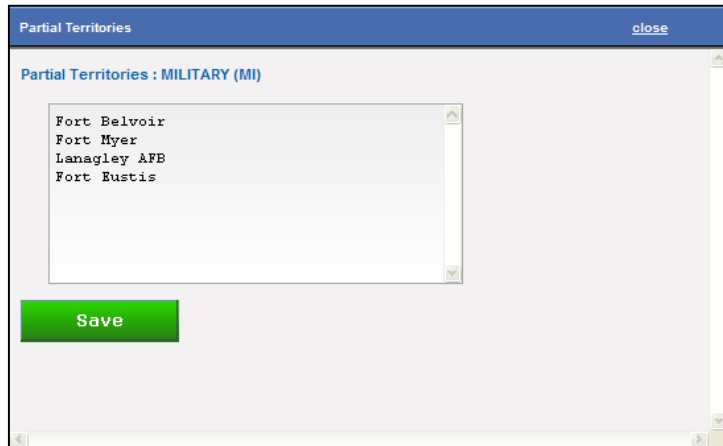 Partial Territories close
Partial Territories : MILITARY (MI)
Fort Belvoir
Fort Myer
Lanagley AFB
Fort Eustis
Save